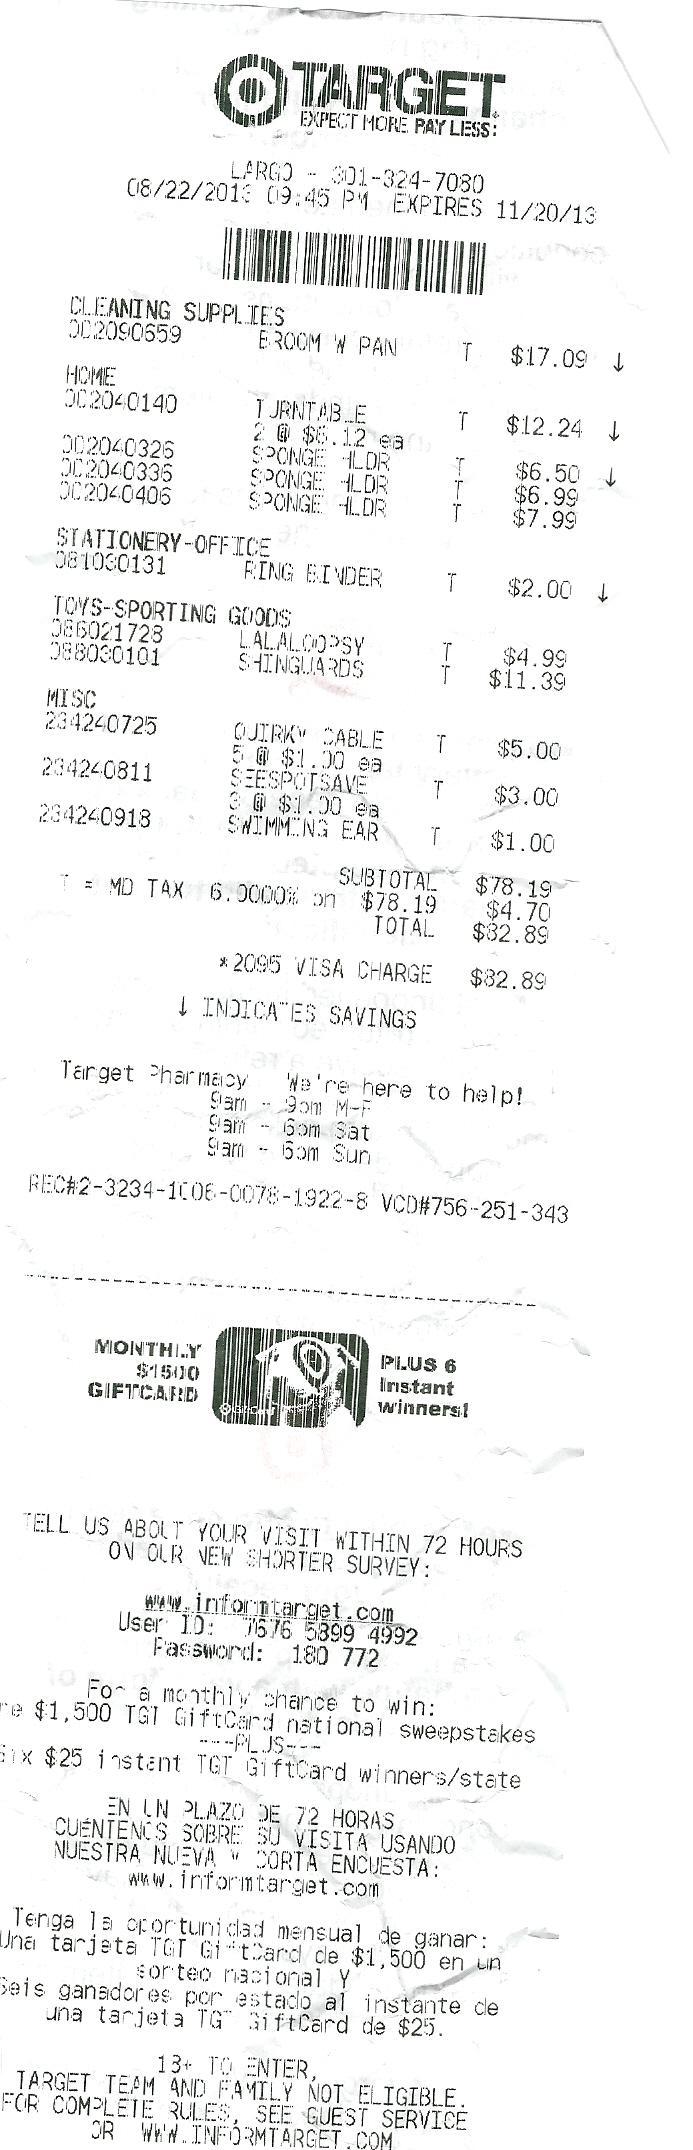 TARGET
EXPECT MORE. PAY LESS.
LARGO - 301-324-7080
08/22/2013 09:45 PM EXPIRES 11/20/13
CLEANING SUPPLIES
002090659 BROOM W PAN T $17.09 ↓
HOME
002040140 TURNTABLE T $12.24 ↓
2 @ $6.12 ea
002040326 SPONGE HLDR T $6.50 ↓
002040336 SPONGE HLDR T $6.99
002040406 SPONGE HLDR T $7.99
STATIONERY-OFFICE
081030131 RING BINDER T $2.00 ↓
TOYS-SPORTING GOODS
086021728 LALALOOPSY T $4.99
088030101 SHINGUARDS T $11.39
MISC
234240725 QUIRKY CABLE T $5.00
5 @ $1.00 ea
234240811 SEESPOTSAVE T $3.00
3 @ $1.00 ea
234240918 SWIMMING EAR T $1.00
SUBTOTAL $78.19
T = MD TAX 6.0000% on $78.19 $4.70
TOTAL $82.89
*2095 VISA CHARGE $82.89
↓ INDICATES SAVINGS
Target Pharmacy We're here to help!
9am - 9pm M-F
9am - 6pm Sat
9am - 6pm Sun
REC#2-3234-1006-0078-1922-8 VCD#756-251-343
MONTHLY
$1500
GIFTCARD
PLUS 6
Instant
winners!
TELL US ABOUT YOUR VISIT WITHIN 72 HOURS
ON OUR NEW SHORTER SURVEY:
www.informtarget.com
User ID: 7676 5899 4992
Password: 180 772
For a monthly chance to win:
$1,500 TGT GiftCard national sweepstakes
---PLUS---
Six $25 instant TGT GiftCard winners/state
EN UN PLAZO DE 72 HORAS
CUÉNTENOS SOBRE SU VISITA USANDO
NUESTRA NUEVA Y CORTA ENCUESTA:
www.informtarget.com
Tenga la oportunidad mensual de ganar:
Una tarjeta TGT GiftCard de $1,500 en un
sorteo nacional Y
Seis ganadores por estado al instante de
una tarjeta TGT GiftCard de $25.
13+ TO ENTER,
TARGET TEAM AND FAMILY NOT ELIGIBLE.
FOR COMPLETE RULES, SEE GUEST SERVICE
OR WWW.INFORMTARGET.COM